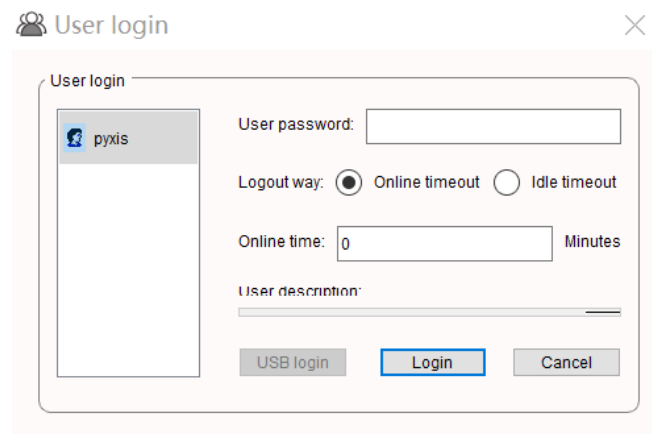 User login
User login
pyxis
User password:
Logout way: Online timeout Idle timeout
Online time: 0 Minutes
User description:
USB login Login Cancel